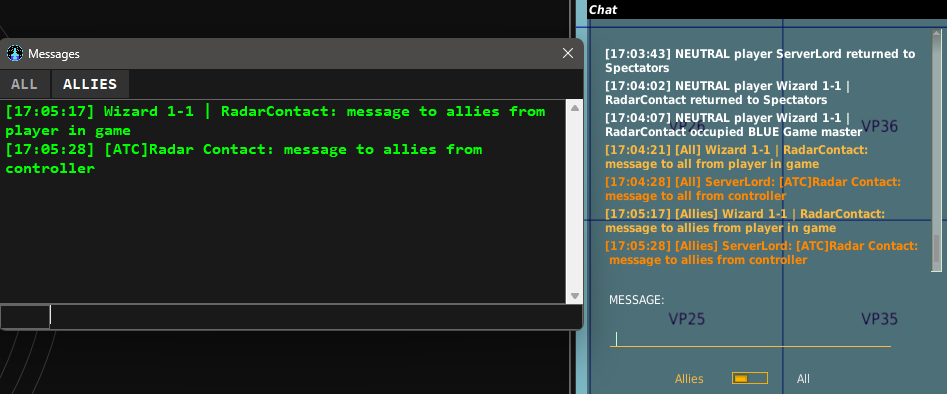 Messages
ALL ALLIES
[17:05:17] Wizard 1-1 | RadarContact: message to allies from
player in game
[17:05:28] [ATC]Radar Contact: message to allies from
controller
Chat
[17:03:43] NEUTRAL player ServerLord returned to
Spectators
[17:04:02] NEUTRAL player Wizard 1-1 |
RadarContact returned to Spectators
[17:04:07] NEUTRAL player Wizard 1-1 |
RadarContact occupied BLUE Game master
VP26 VP36
[17:04:21] [All] Wizard 1-1 | RadarContact:
message to all from player in game
[17:04:28] [All] ServerLord: [ATC]Radar Contact:
message to all from controller
[17:05:17] [Allies] Wizard 1-1 | RadarContact:
message to allies from player in game
[17:05:28] [Allies] ServerLord: [ATC]Radar Contact:
message to allies from controller
MESSAGE:
VP25 VP35
Allies All